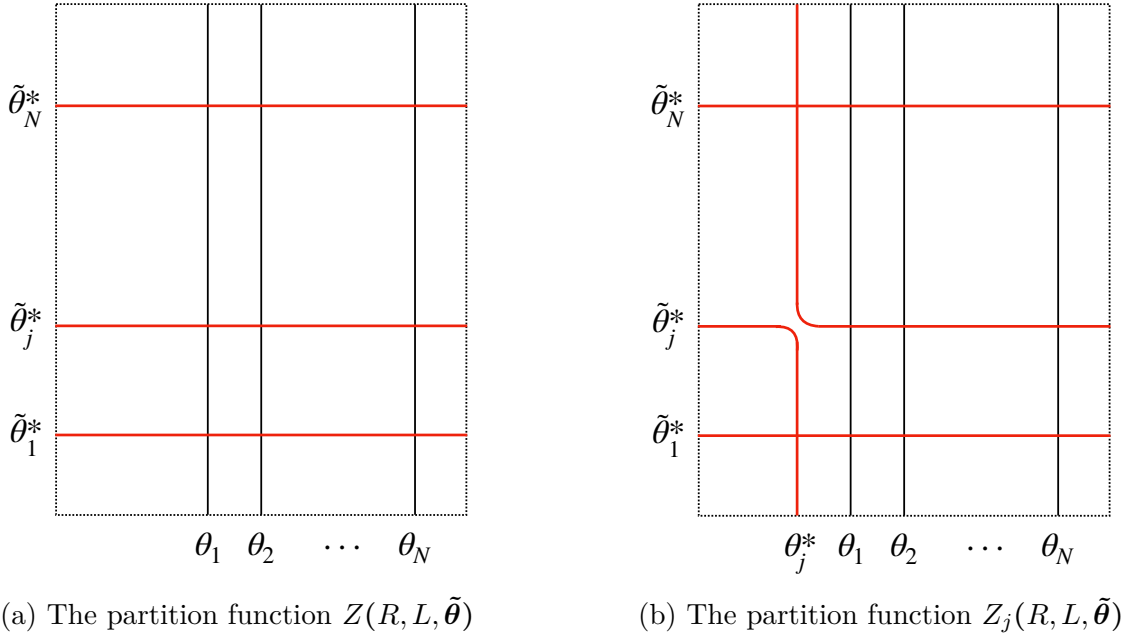 θ̃*_N
θ̃*_j
θ̃*_1
θ_1 θ_2 ⋯ θ_N
(a) The partition function Z(R, L, θ̃)
θ̃*_N
θ̃*_j
θ̃*_1
θ*_j θ_1 θ_2 ⋯ θ_N
(b) The partition function Z_j(R, L, θ̃)